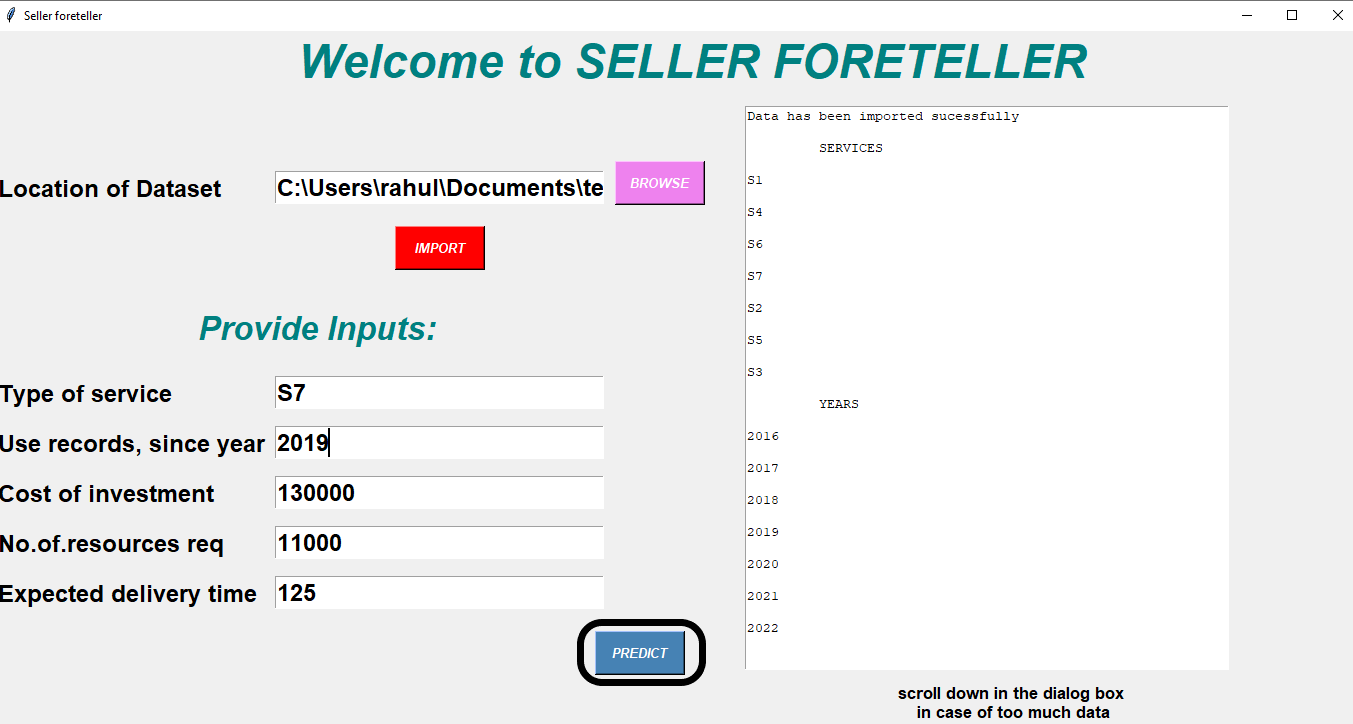 Seller foreteller
Welcome to SELLER FORETELLER
Location of Dataset
C:\Users\rahul\Documents\te
BROWSE
IMPORT
Provide Inputs:
Type of service
S7
Use records, since year
2019
Cost of investment
130000
No.of.resources req
11000
Expected delivery time
125
PREDICT
Data has been imported sucessfully
SERVICES
S1
S4
S6
S7
S2
S5
S3
YEARS
2016
2017
2018
2019
2020
2021
2022
scroll down in the dialog box
in case of too much data